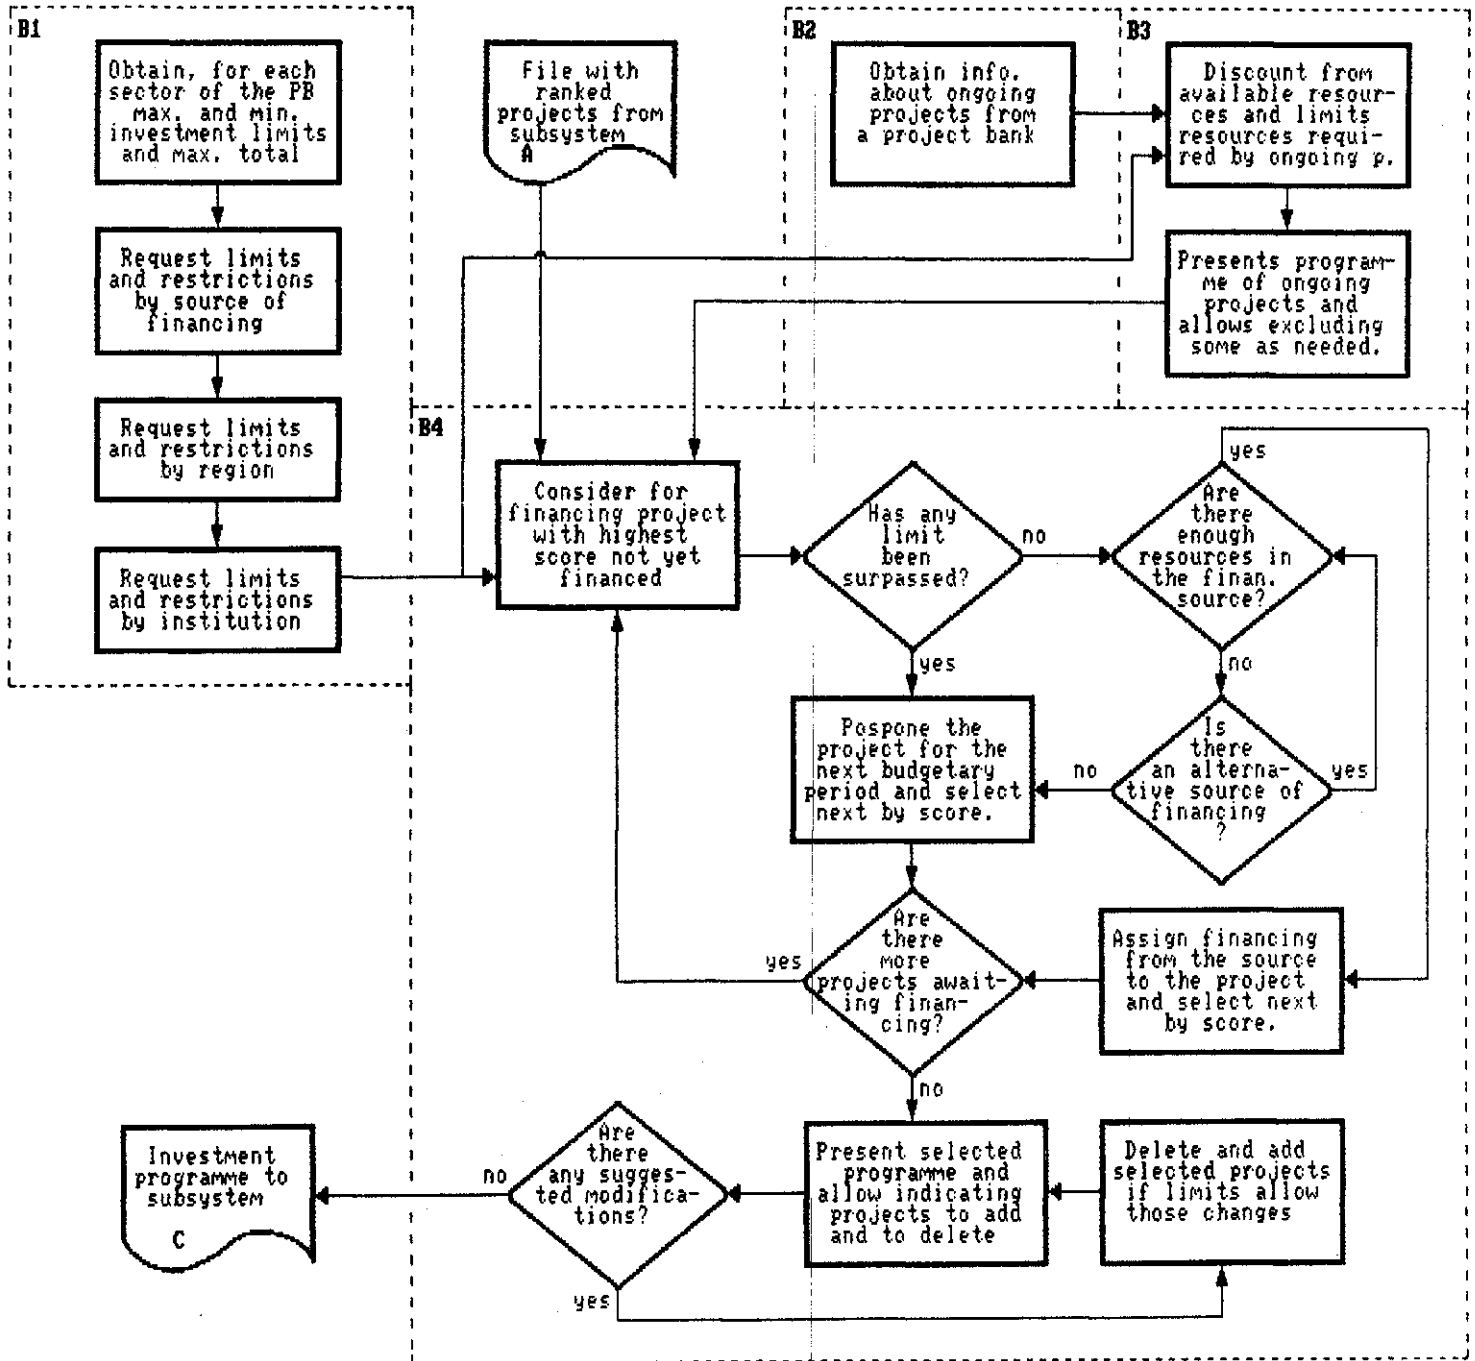 B1
Obtain, for each
sector of the PB
max. and min.
investment limits
and max. total
Request limits
and restrictions
by source of
financing
Request limits
and restrictions
by region
Request limits
and restrictions
by institution
File with
ranked
projects from
subsystem
A
B2
Obtain info.
about ongoing
projects from
a project bank
B3
Discount from
available resour-
ces and limits
resources requi-
red by ongoing p.
Presents program-
me of ongoing
projects and
allows excluding
some as needed.
B4
Consider for
financing project
with highest
score not yet
financed
Has any
limit
been
surpassed?
no
yes
Are
there
enough
resources in
the finan.
source?
yes
no
Pospone the
project for the
next budgetary
period and select
next by score.
no
Is
there
an alterna-
tive source of
financing
?
yes
Are
there
more
projects await-
ing finan-
cing?
yes
no
Assign financing
from the source
to the project
and select next
by score.
Investment
programme to
subsystem
C
no
Are
there
any sugges-
ted modifica-
tions?
yes
Present selected
programme and
allow indicating
projects to add
and to delete
Delete and add
selected projects
if limits allow
those changes